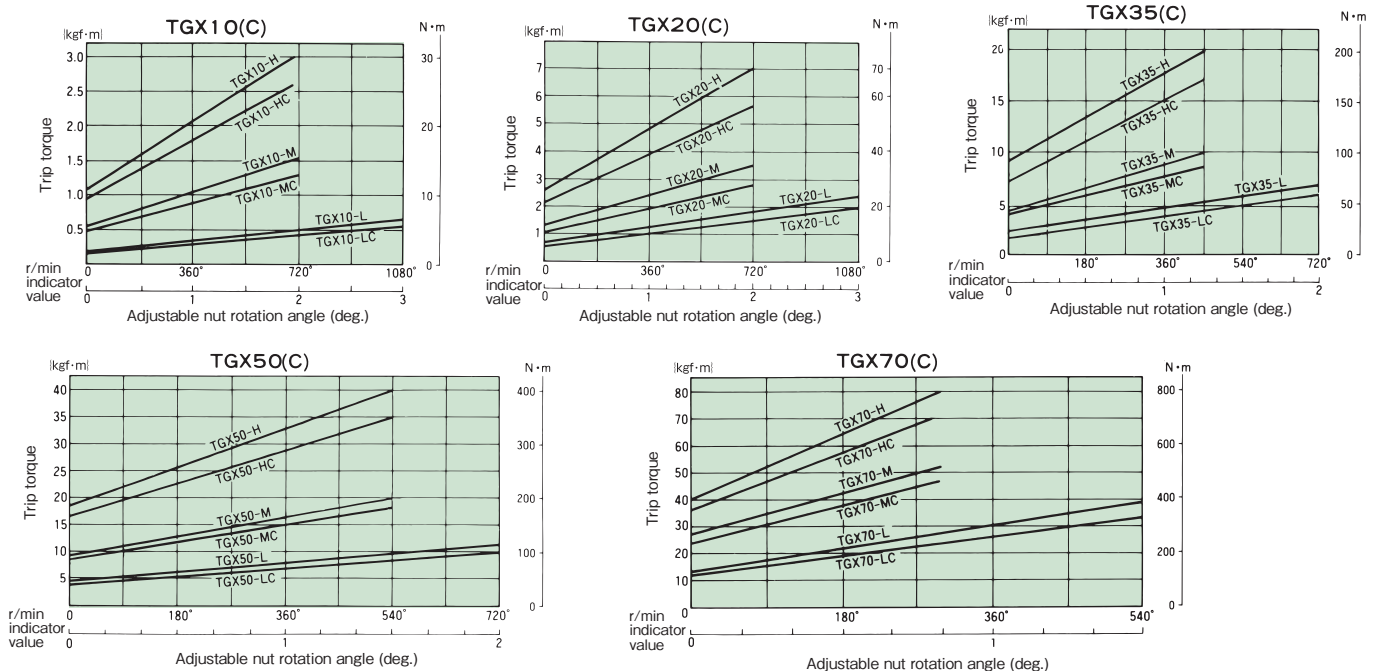 TGX10(C)
|kgf·m|
N·m
3.0
2.5
2.0
1.5
1.0
0.5
30
20
10
0
Trip torque
TGX10-H
TGX10-HC
TGX10-M
TGX10-MC
TGX10-L
TGX10-LC
0 360° 720° 1080°
r/min
indicator
value
0 1 2 3
Adjustable nut rotation angle (deg.)
TGX20(C)
|kgf·m|
N·m
7
6
5
4
3
2
1
70
60
40
20
0
Trip torque
TGX20-H
TGX20-HC
TGX20-M
TGX20-MC
TGX20-L
TGX20-LC
0 360° 720° 1080°
r/min
indicator
value
0 1 2 3
Adjustable nut rotation angle (deg.)
TGX35(C)
|kgf·m|
N·m
20
15
10
5
0
200
150
100
50
0
Trip torque
TGX35-H
TGX35-HC
TGX35-M
TGX35-MC
TGX35-L
TGX35-LC
180° 360° 540° 720°
r/min
indicator
value
0 1 2
Adjustable nut rotation angle (deg.)
TGX50(C)
|kgf·m|
N·m
40
35
30
25
20
15
10
5
400
300
200
100
0
Trip torque
TGX50-H
TGX50-HC
TGX50-M
TGX50-MC
TGX50-L
TGX50-LC
0 180° 360° 540° 720°
r/min
indicator
value
0 1 2
Adjustable nut rotation angle (deg.)
TGX70(C)
|kgf·m|
N·m
80
70
60
50
40
30
20
10
0
800
600
400
200
0
Trip torque
TGX70-H
TGX70-HC
TGX70-M
TGX70-MC
TGX70-L
TGX70-LC
180° 360° 540°
r/min
indicator
value
0 1
Adjustable nut rotation angle (deg.)